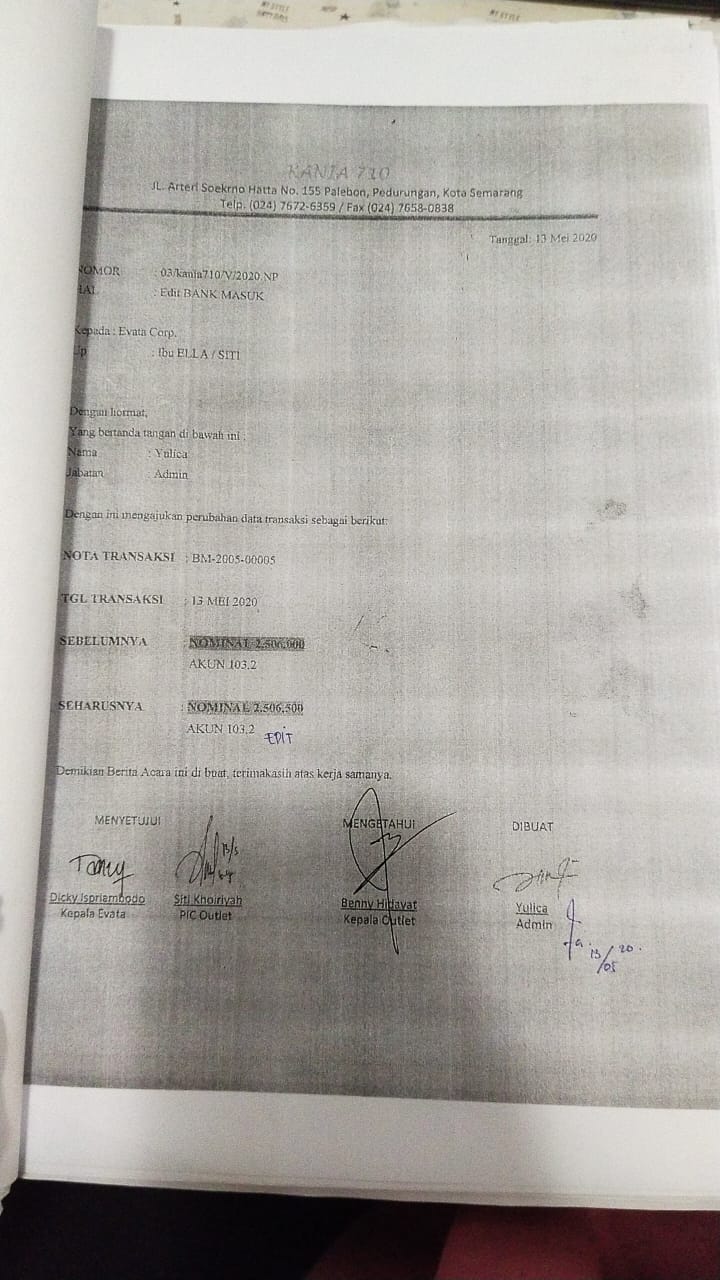 KANIA 710
JL. Arteri Soekrno Hatta No. 155 Palebon, Pedurungan, Kota Semarang
Telp. (024) 7672-6359 / Fax (024) 7658-0838
Tanggal: 13 Mei 2020
NOMOR : 03/kania710/V/2020.NP
HAL : Edit BANK MASUK
Kepada : Evata Corp.
Up : Ibu ELLA / SITI
Dengan hormat,
Yang bertanda tangan di bawah ini :
Nama : Yulica
Jabatan : Admin
Dengan ini mengajukan perubahan data transaksi sebagai berikut:
NOTA TRANSAKSI : BM-2005-00005
TGL TRANSAKSI : 13 MEI 2020
SEBELUMNYA : NOMINAL 2,506,000
AKUN 103.2
SEHARUSNYA : NOMINAL 2,506,500
AKUN 103.2 EDIT
Demikian Berita Acara ini di buat, terimakasih atas kerja samanya.
MENYETUJUI MENGETAHUI DIBUAT
13/5
Dicky Ispriambodo Siti Khoiriyah Benny Hidayat Yulica
Kepala Evata PIC Outlet Kepala Outlet Admin
13/05 20.